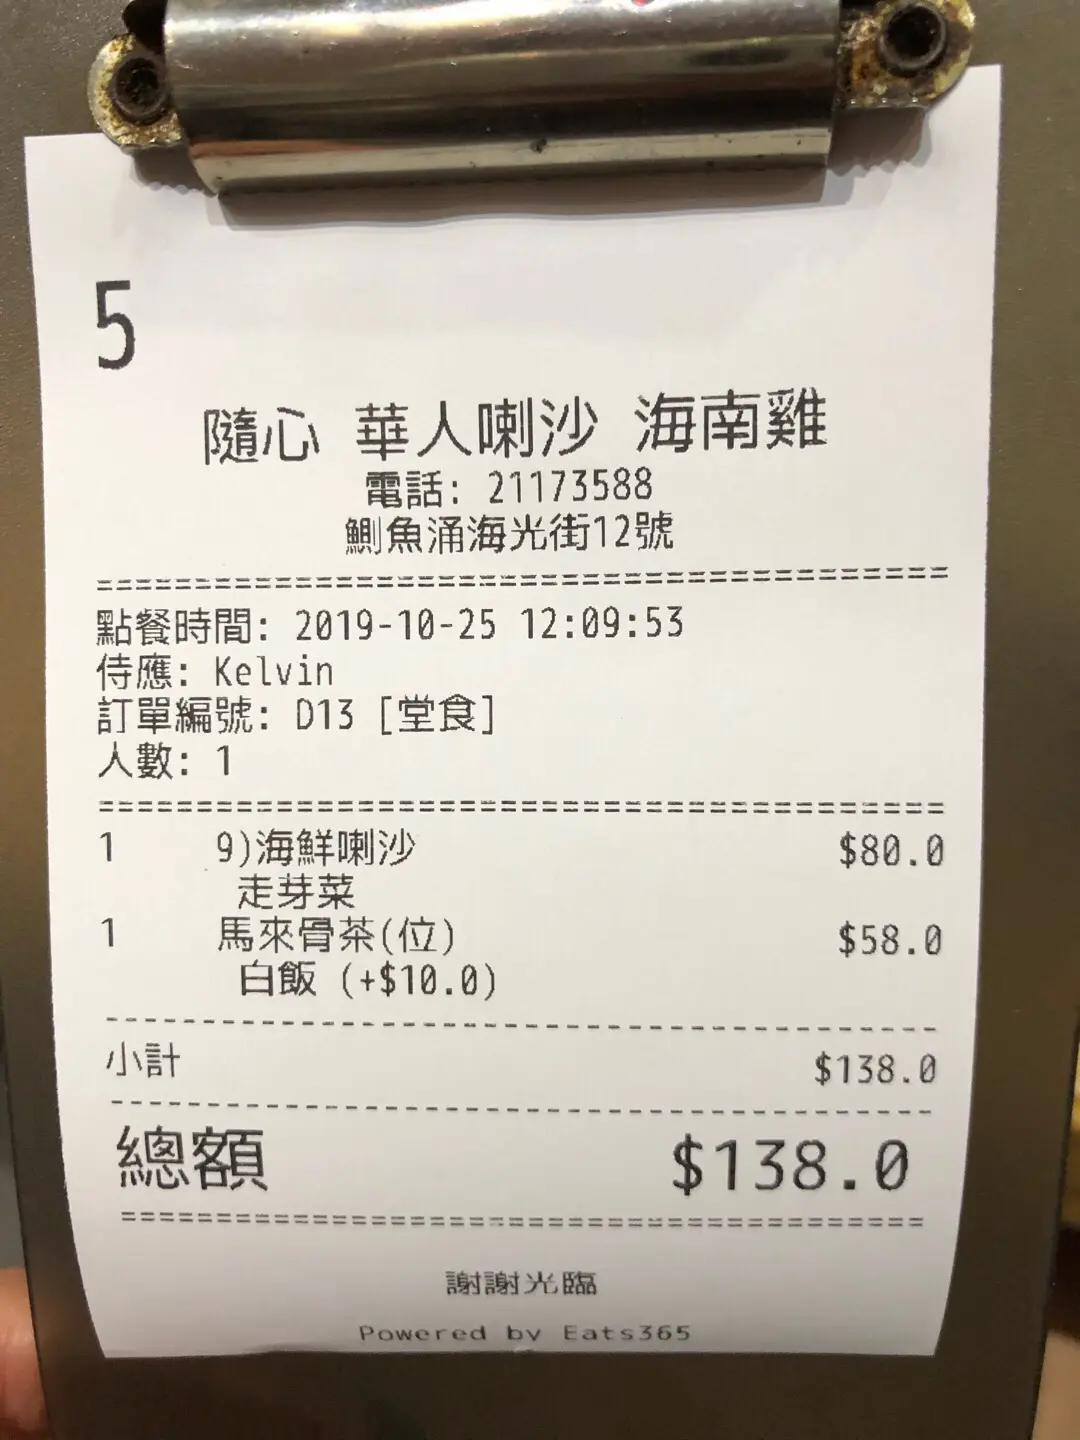 5
隨心 華人喇沙 海南雞
電話: 21173588
鰂魚涌海光街12號
===========================================
點餐時間: 2019-10-25 12:09:53
侍應: Kelvin
訂單編號: D13 [堂食]
人數: 1
===========================================
1 9)海鮮喇沙 $80.0
走芽菜
1 馬來骨茶(位) $58.0
白飯 (+$10.0)
-------------------------------------------
小計 $138.0
-------------------------------------------
總額 $138.0
===========================================
謝謝光臨
Powered by Eats365